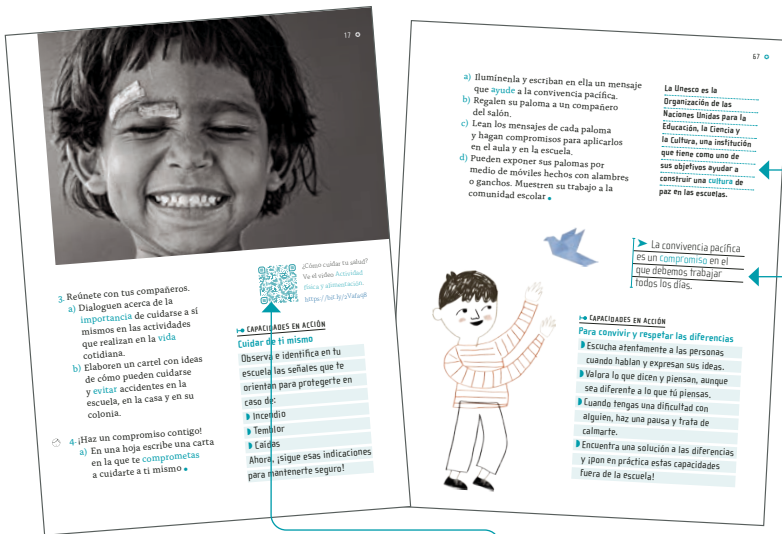 17
3. Reúnete con tus compañeros.
a) Dialoguen acerca de la
importancia de cuidarse a sí
mismos en las actividades
que realizan en la vida
cotidiana.
b) Elaboren un cartel con ideas
de cómo pueden cuidarse
y evitar accidentes en la
escuela, en la casa y en su
colonia.
4. ¡Haz un compromiso contigo!
a) En una hoja escribe una carta
en la que te comprometas
a cuidarte a ti mismo
¿Cómo cuidar tu salud?
Ve el video Actividad
física y alimentación.
CAPACIDADES EN ACCIÓN
Cuidar de ti mismo
Observa e identifica en tu
escuela las señales que te
orientan para protegerte en
caso de:
Incendio
Temblor
Caídas
Ahora, ¡sigue esas indicaciones
para mantenerte seguro!
67
a) Ilumínenla y escriban en ella un mensaje
que ayude a la convivencia pacífica.
b) Regalen su paloma a un compañero
del salón.
c) Lean los mensajes de cada paloma
y hagan compromisos para aplicarlos
en el aula y en la escuela.
d) Pueden exponer sus palomas por
medio de móviles hechos con alambres
o ganchos. Muestren su trabajo a la
comunidad escolar
La Unesco es la
Organización de las
Naciones Unidas para la
Educación, la Ciencia y
la Cultura, una institución
que tiene como uno de
sus objetivos ayudar a
construir una cultura de
paz en las escuelas.
La convivencia pacífica
es un compromiso en el
que debemos trabajar
todos los días.
CAPACIDADES EN ACCIÓN
Para convivir y respetar las diferencias
Escucha atentamente a las personas
cuando hablan y expresan sus ideas.
Valora lo que dicen y piensan, aunque
sea diferente a lo que tú piensas.
Cuando tengas una dificultad con
alguien, haz una pausa y trata de
calmarte.
Encuentra una solución a las diferencias
y ¡pon en práctica estas capacidades
fuera de la escuela!